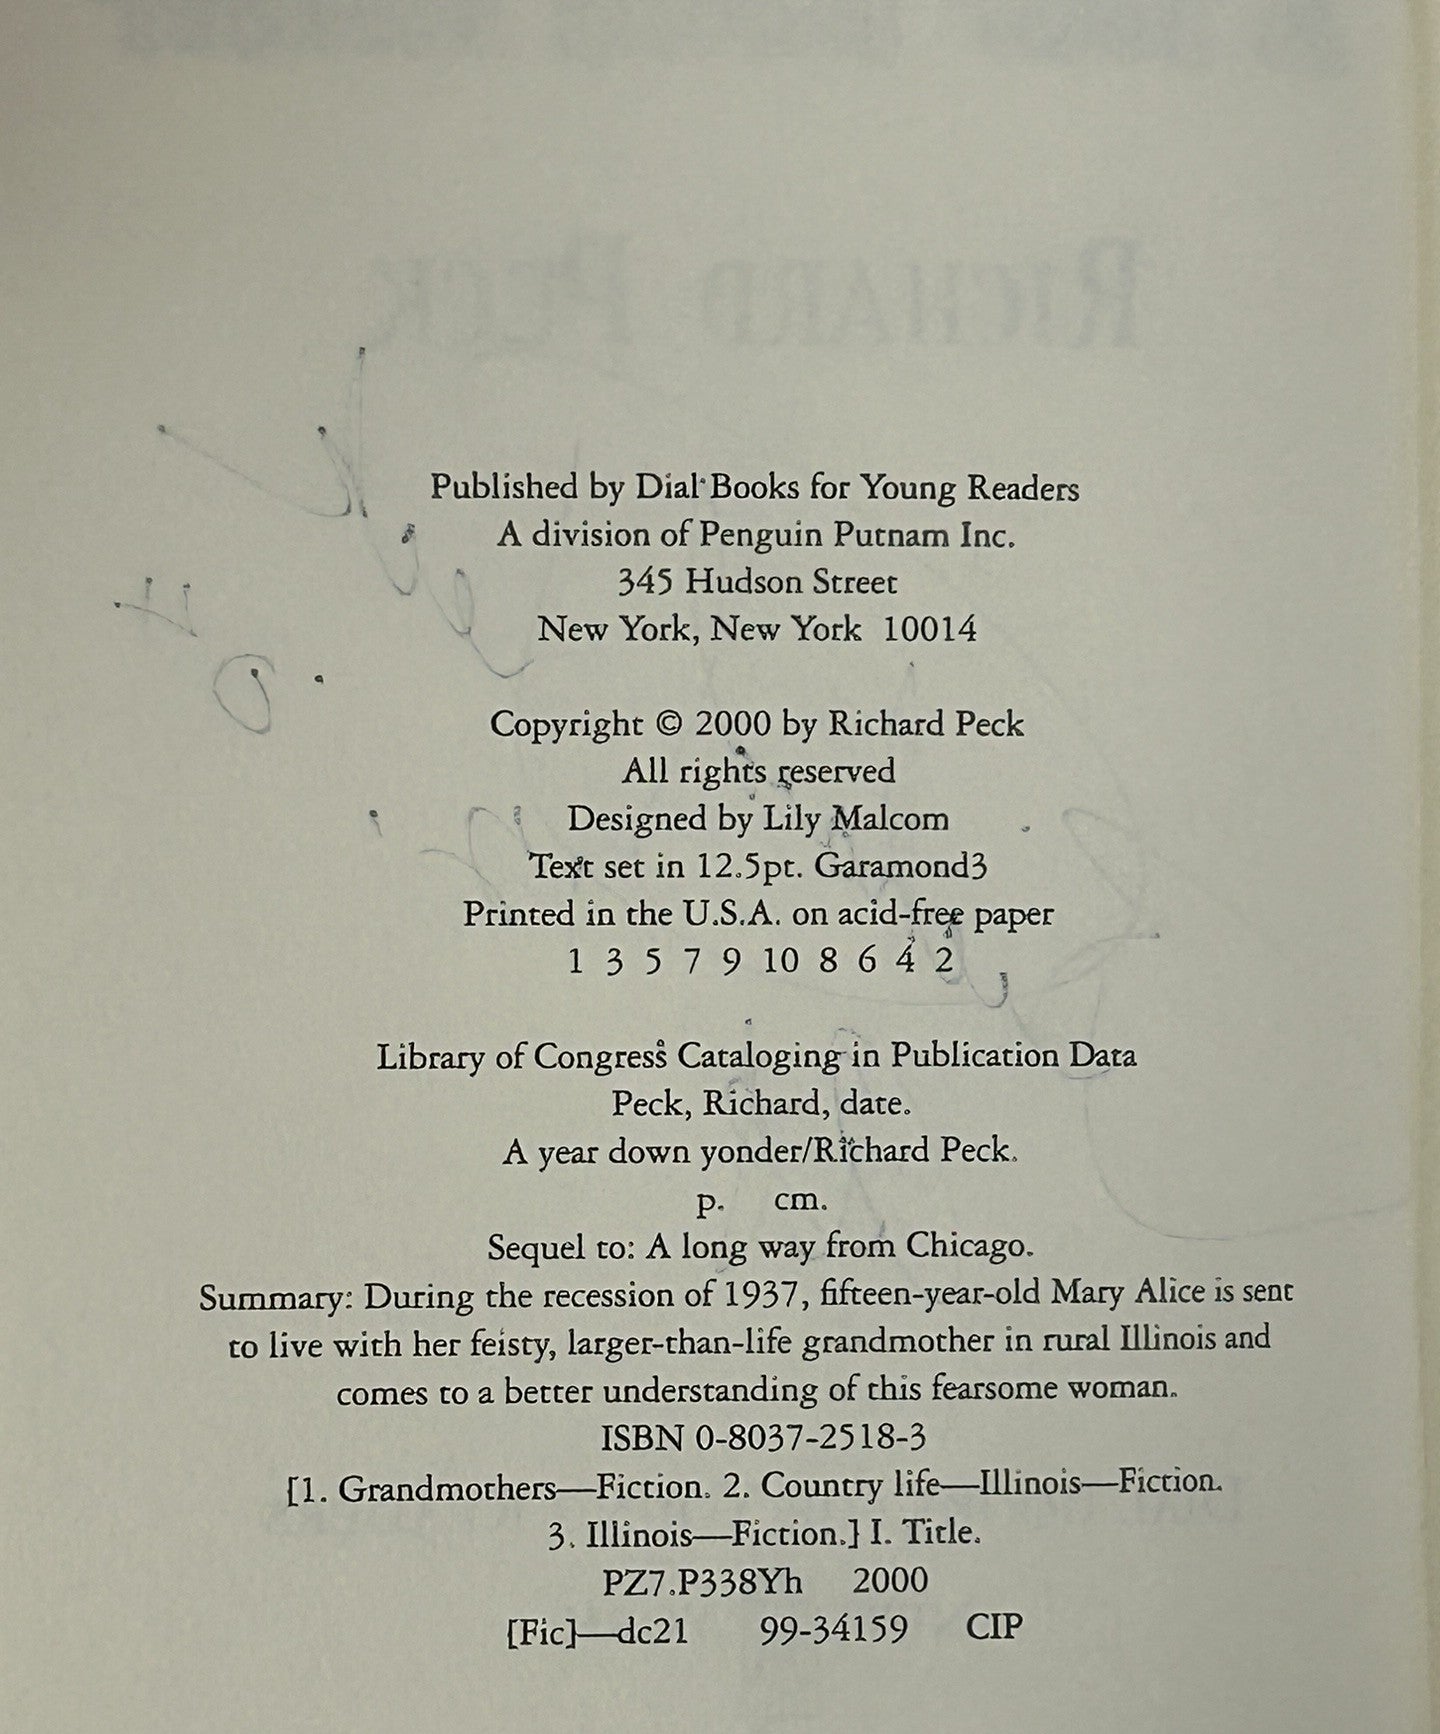 RICHARD PECK
Published by Dial Books for Young Readers
A division of Penguin Putnam Inc.
345 Hudson Street
New York, New York 10014
Copyright © 2000 by Richard Peck
All rights reserved
Designed by Lily Malcom
Text set in 12.5pt. Garamond3
Printed in the U.S.A. on acid-free paper
1 3 5 7 9 10 8 6 4 2
Library of Congress Cataloging in Publication Data
Peck, Richard, date.
A year down yonder/Richard Peck.
p. cm.
Sequel to: A long way from Chicago.
Summary: During the recession of 1937, fifteen-year-old Mary Alice is sent
to live with her feisty, larger-than-life grandmother in rural Illinois and
comes to a better understanding of this fearsome woman.
ISBN 0-8037-2518-3
[1. Grandmothers—Fiction. 2. Country life—Illinois—Fiction.
3. Illinois—Fiction.] I. Title.
PZ7.P338Yh 2000
[Fic]—dc21 99-34159 CIP